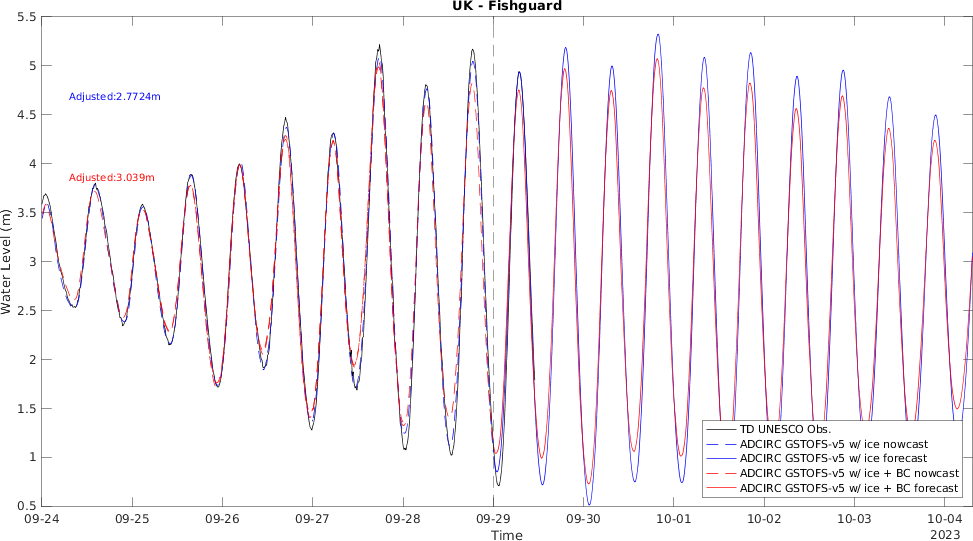 UK - Fishguard
5.5
5
4.5
4
3.5
3
2.5
2
1.5
1
0.5
Water Level (m)
Adjusted:2.7724m
Adjusted:3.039m
TD UNESCO Obs.
ADCIRC GSTOFS-v5 w/ ice nowcast
ADCIRC GSTOFS-v5 w/ ice forecast
ADCIRC GSTOFS-v5 w/ ice + BC nowcast
ADCIRC GSTOFS-v5 w/ ice + BC forecast
09-24 09-25 09-26 09-27 09-28 09-29 09-30 10-01 10-02 10-03 10-04
Time
2023